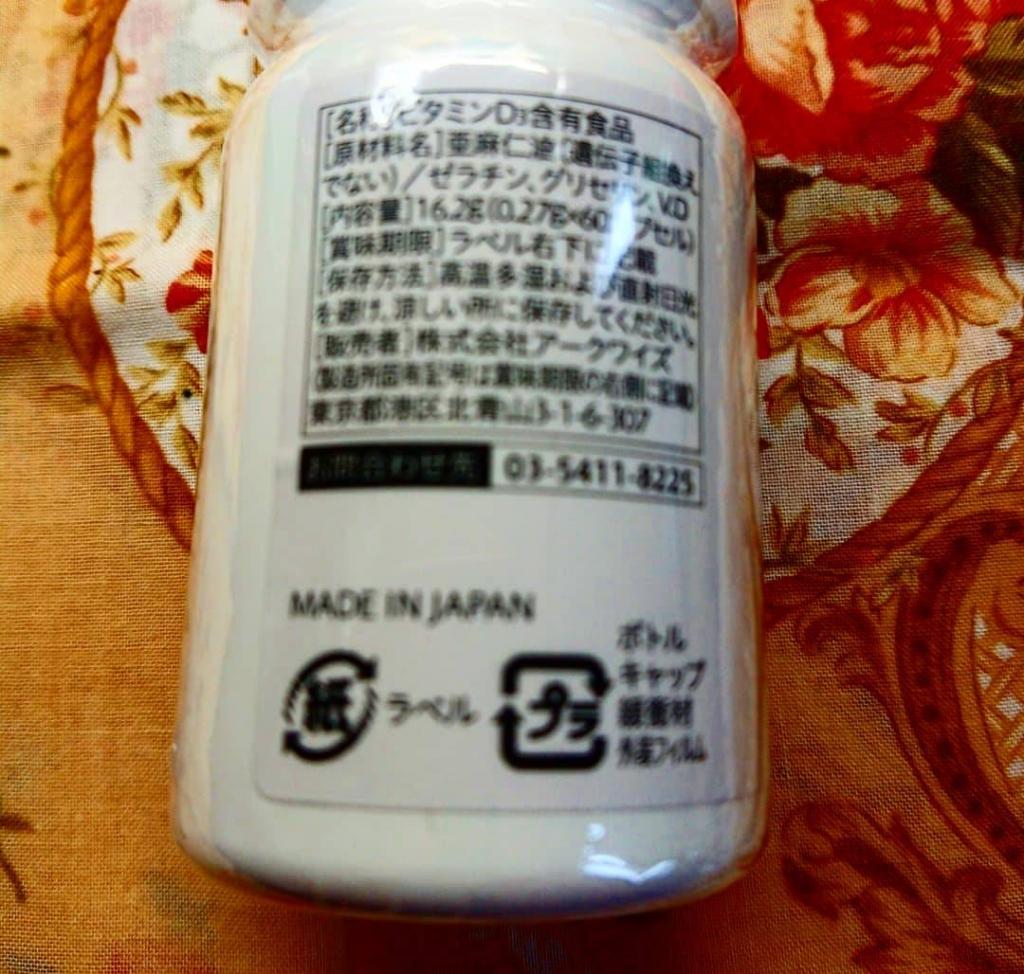 [名称]ビタミンD3含有食品
[原材料名]亜麻仁油(遺伝子組換え
でない)/ゼラチン、グリセリン、V.D
[内容量]16.2g(0.27g×60カプセル)
[賞味期限]ラベル右下に記載
[保存方法]高温多湿および直射日光
を避け、涼しい所に保存してください。
[販売者]株式会社アークワイズ
(製造所固有記号は賞味期限の右側に記載)
東京都港区北青山3-1-6-307
お問合わせ先 03-5411-8225
MADE IN JAPAN
紙 ラベル
プラ ボトル
キャップ
緩衝材
外装フィルム